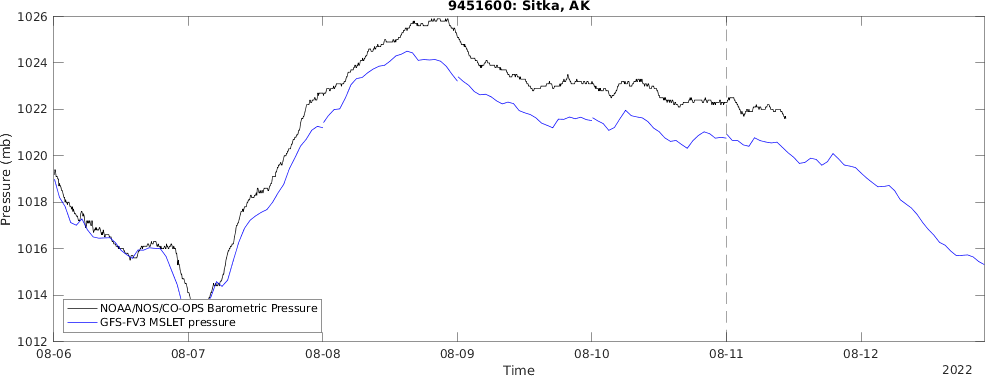 9451600: Sitka, AK
1026
1024
1022
1020
1018
1016
1014
1012
Pressure (mb)
NOAA/NOS/CO-OPS Barometric Pressure
GFS-FV3 MSLET pressure
08-06 08-07 08-08 08-09 08-10 08-11 08-12
Time
2022